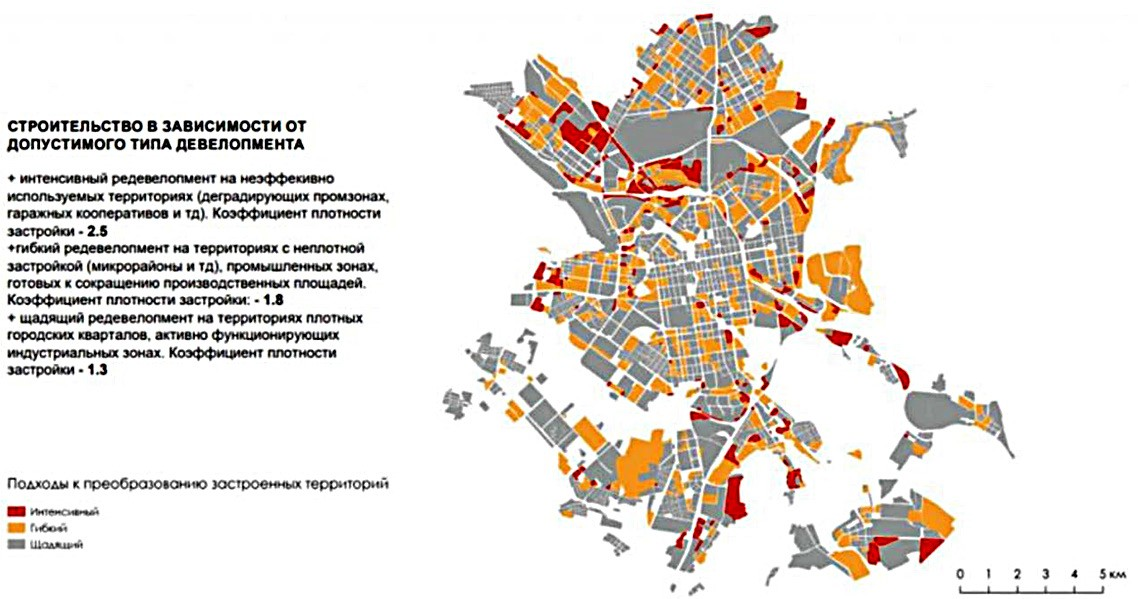 СТРОИТЕЛЬСТВО В ЗАВИСИМОСТИ ОТ
ДОПУСТИМОГО ТИПА ДЕВЕЛОПМЕНТА
+ интенсивный редевелопмент на неэффекивно
используемых территориях (деградирующих промзонах,
гаражных кооперативов и тд). Коэффициент плотности
застройки - 2.5
+гибкий редевелопмент на территориях с неплотной
застройкой (микрорайоны и тд), промышленных зонах,
готовых к сокращению производственных площадей.
Коэффициент плотности застройки: - 1.8
+ щадящий редевелопмент на территориях плотных
городских кварталов, активно функционирующих
индустриальных зонах. Коэффициент плотности
застройки - 1.3
Подходы к преобразованию застроенных территорий
Интенсивный
Гибкий
Щадящий
0 1 2 3 4 5 км